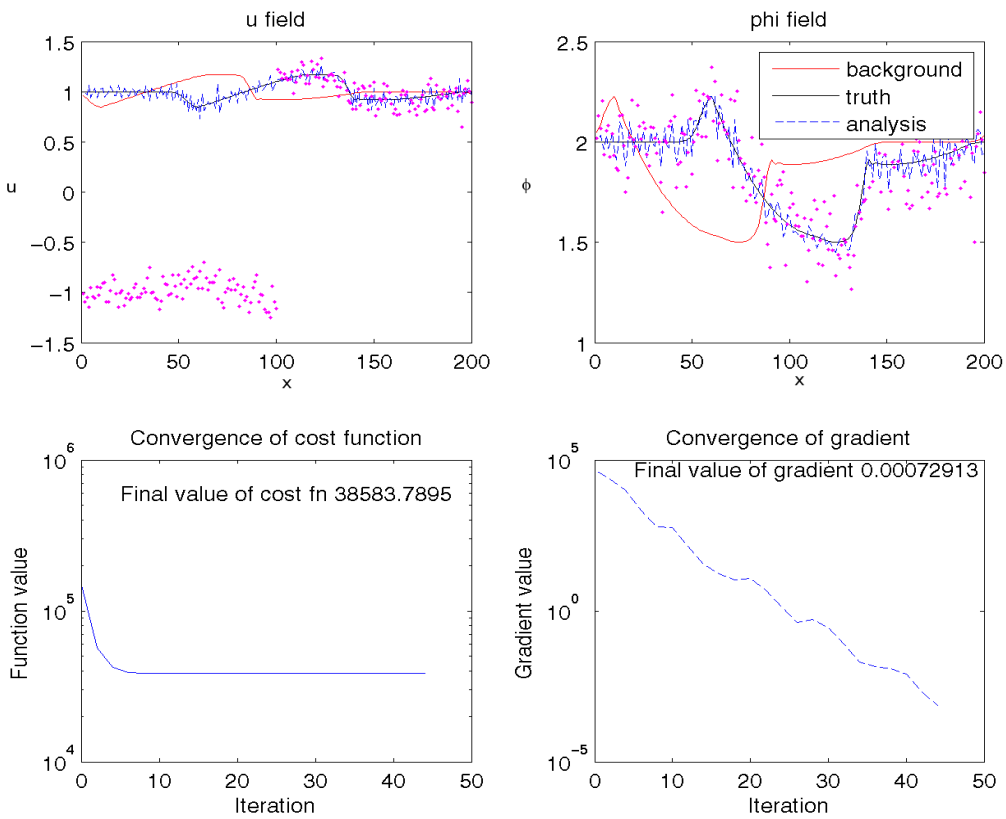 u field
1.5
1
0.5
0
−0.5
−1
−1.5
u
0
50
100
150
200
x
phi field
2.5
2
1.5
1
ϕ
background
truth
analysis
0
50
100
150
200
x
Convergence of cost function
10^6
10^5
10^4
Function value
Final value of cost fn 38583.7895
0
10
20
30
40
50
Iteration
Convergence of gradient
10^5
10^0
10^−5
Gradient value
Final value of gradient 0.00072913
0
10
20
30
40
50
Iteration